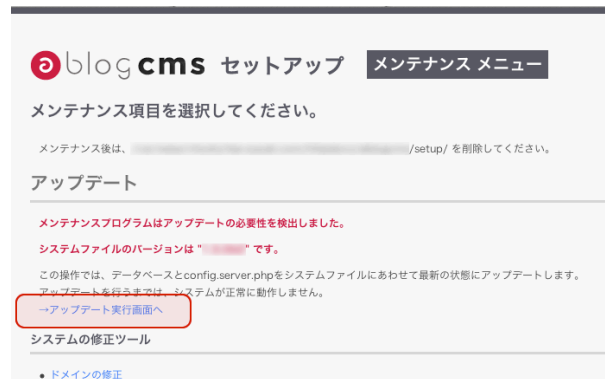 a blog cms セットアップ メンテナンス メニュー
メンテナンス項目を選択してください。
メンテナンス後は、 /setup/ を削除してください。
アップデート
メンテナンスプログラムはアップデートの必要性を検出しました。
システムファイルのバージョンは " " です。
この操作では、データベースとconfig.server.phpをシステムファイルにあわせて最新の状態にアップデートします。
アップデートを行うまでは、システムが正常に動作しません。
→アップデート実行画面へ
システムの修正ツール
• ドメインの修正